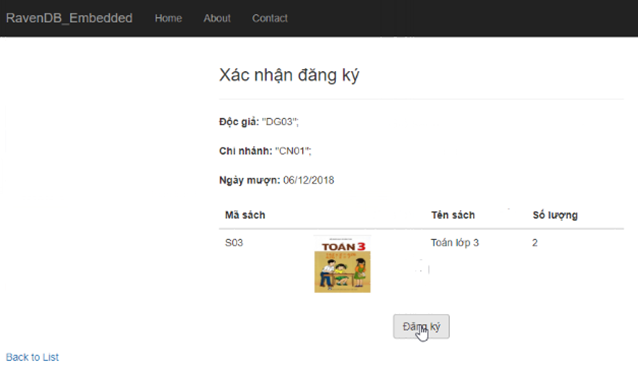 RavenDB_Embedded Home About Contact
Xác nhận đăng ký
Độc giả: "DG03";
Chi nhánh: "CN01";
Ngày mượn: 06/12/2018
Mã sách Tên sách Số lượng
S03 Toán lớp 3 2
TOÁN 3
Đăng ký
Back to List